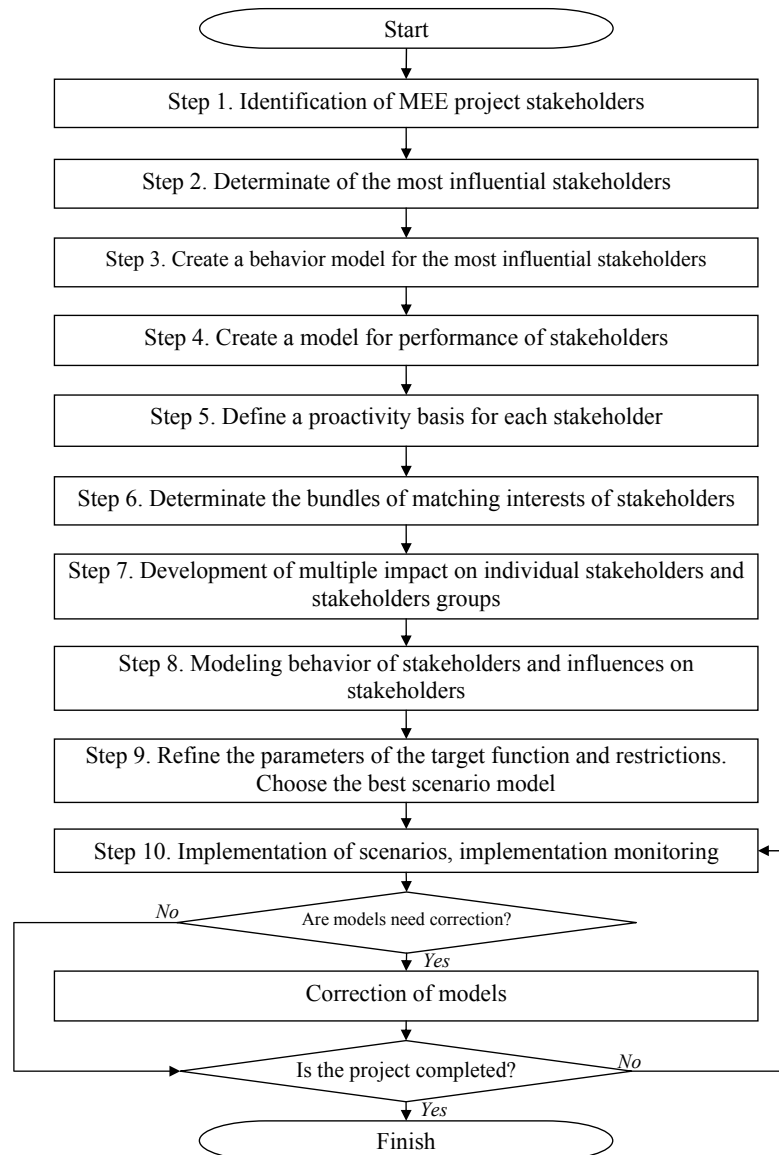 Start
Step 1. Identification of MEE project stakeholders
Step 2. Determinate of the most influential stakeholders
Step 3. Create a behavior model for the most influential stakeholders
Step 4. Create a model for performance of stakeholders
Step 5. Define a proactivity basis for each stakeholder
Step 6. Determinate the bundles of matching interests of stakeholders
Step 7. Development of multiple impact on individual stakeholders and
stakeholders groups
Step 8. Modeling behavior of stakeholders and influences on
stakeholders
Step 9. Refine the parameters of the target function and restrictions.
Choose the best scenario model
Step 10. Implementation of scenarios, implementation monitoring
No
Are models need correction?
Yes
Correction of models
Is the project completed?
No
Yes
Finish